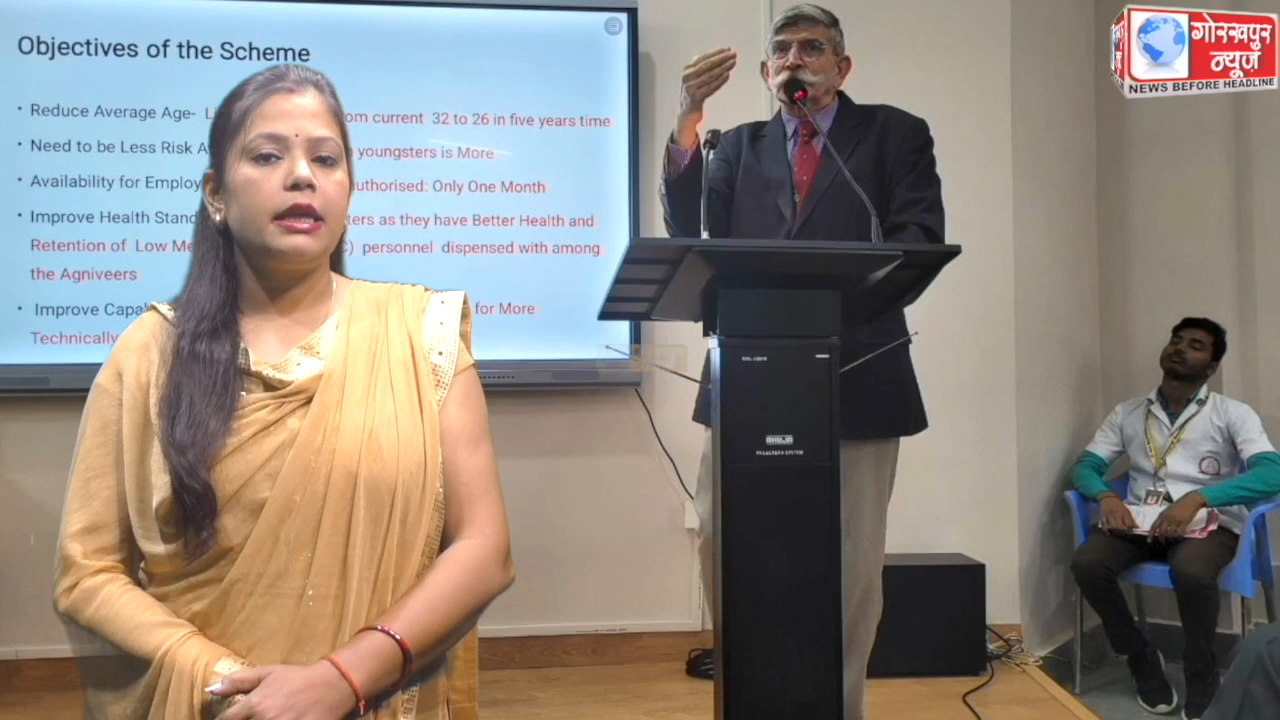 Objectives of the Scheme
• Reduce Average Age- om current 32 to 26 in five years time
• Need to be Less Risk A youngsters is More
• Availability for Employ uthorised: Only One Month
• Improve Health Stand ters as they have Better Health and
Retention of Low Me personnel dispensed with among
the Agniveers
• Improve Capa for More
Technically
गोरखपुर
न्यूज़
NEWS BEFORE HEADLINE
AHUJA